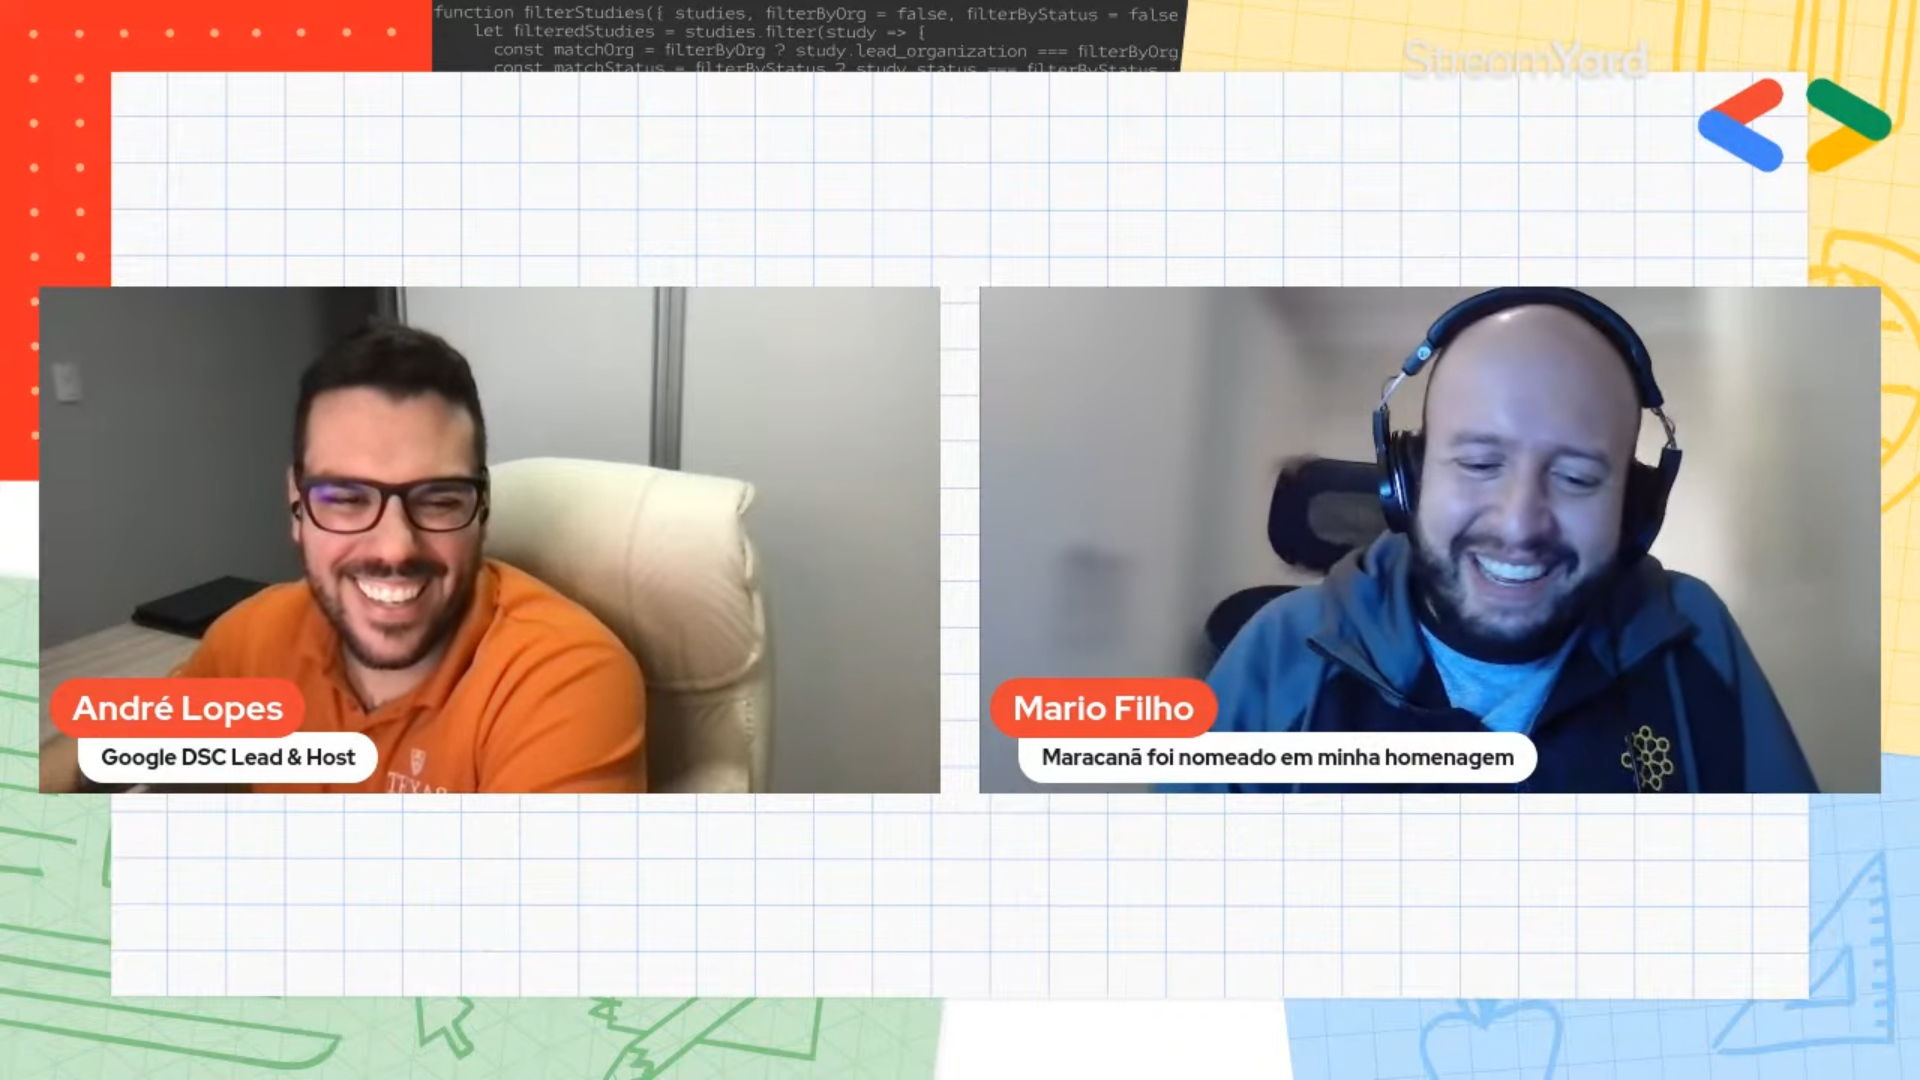 function filterStudies({ studies, filterByOrg = false, filterByStatus = false
let filteredStudies = studies.filter(study => {
const matchOrg = filterByOrg ? study.lead_organization === filterByOrg
const matchStatus = filterByStatus ? study.status === filterByStatus
StreamYard
André Lopes
Google DSC Lead & Host
TEXAS
Mario Filho
Maracanã foi nomeado em minha homenagem